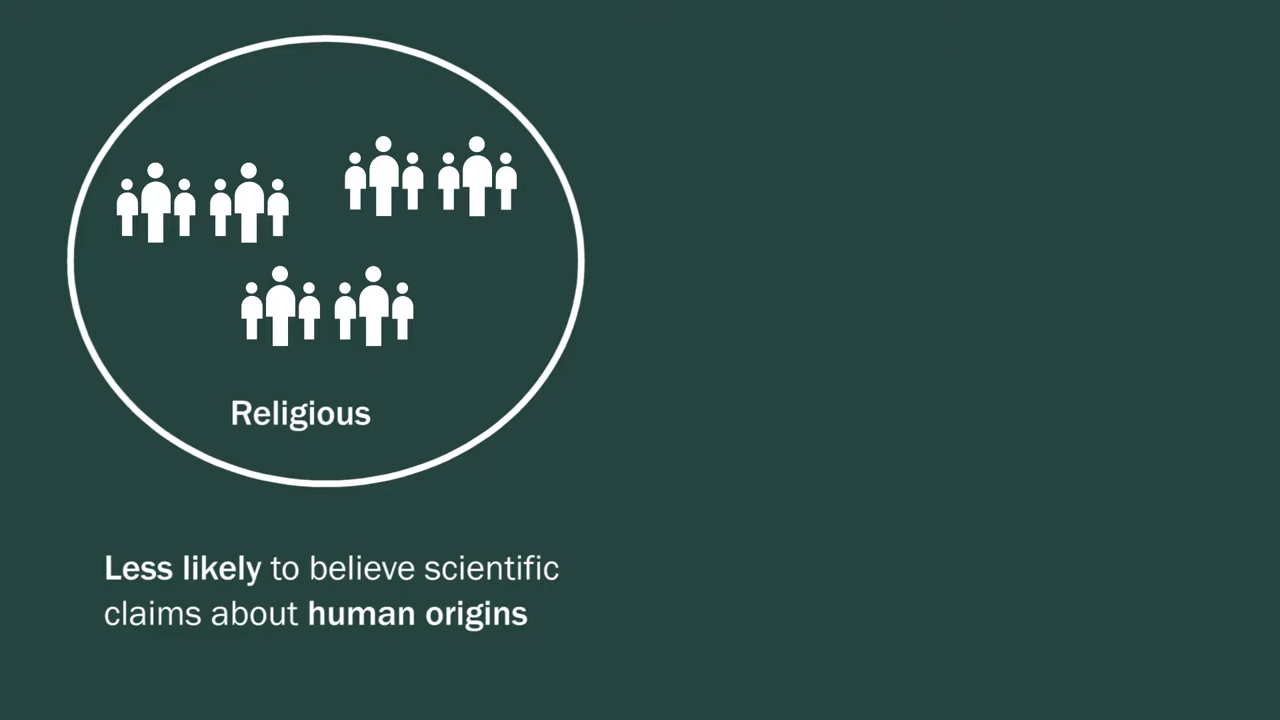 Religious
Less likely to believe scientific
claims about human origins